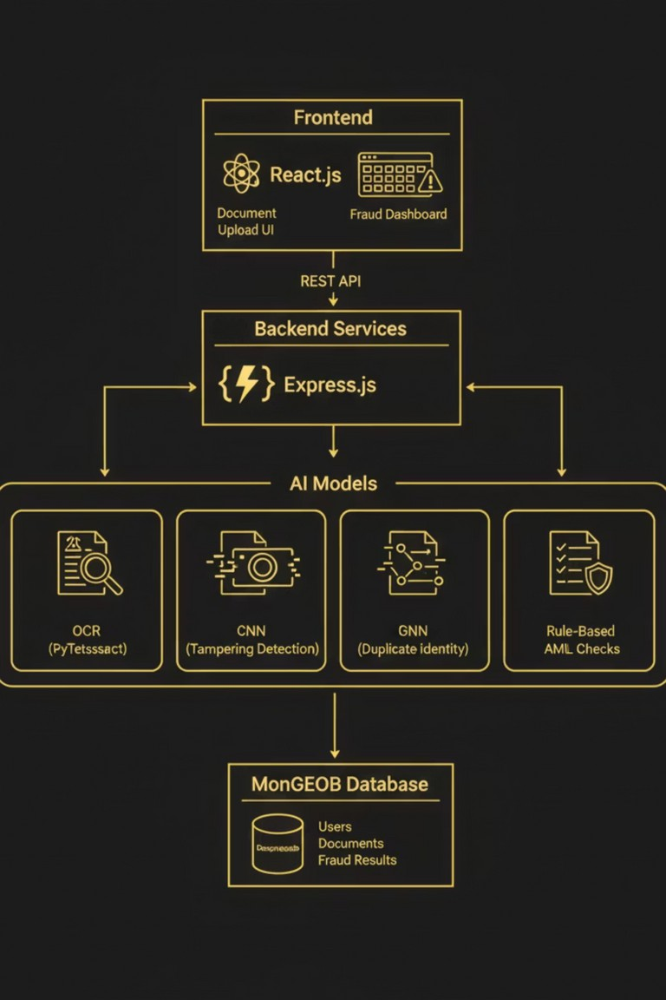 Frontend
React.js
Document
Upload UI
Fraud Dashboard
REST API
Backend Services
Express.js
AI Models
OCR
(PyTetsssact)
CNN
(Tampering Detection)
GNN
(Duplicate identity)
Rule-Based
AML Checks
MonGEOB Database
Users
Documents
Fraud Results